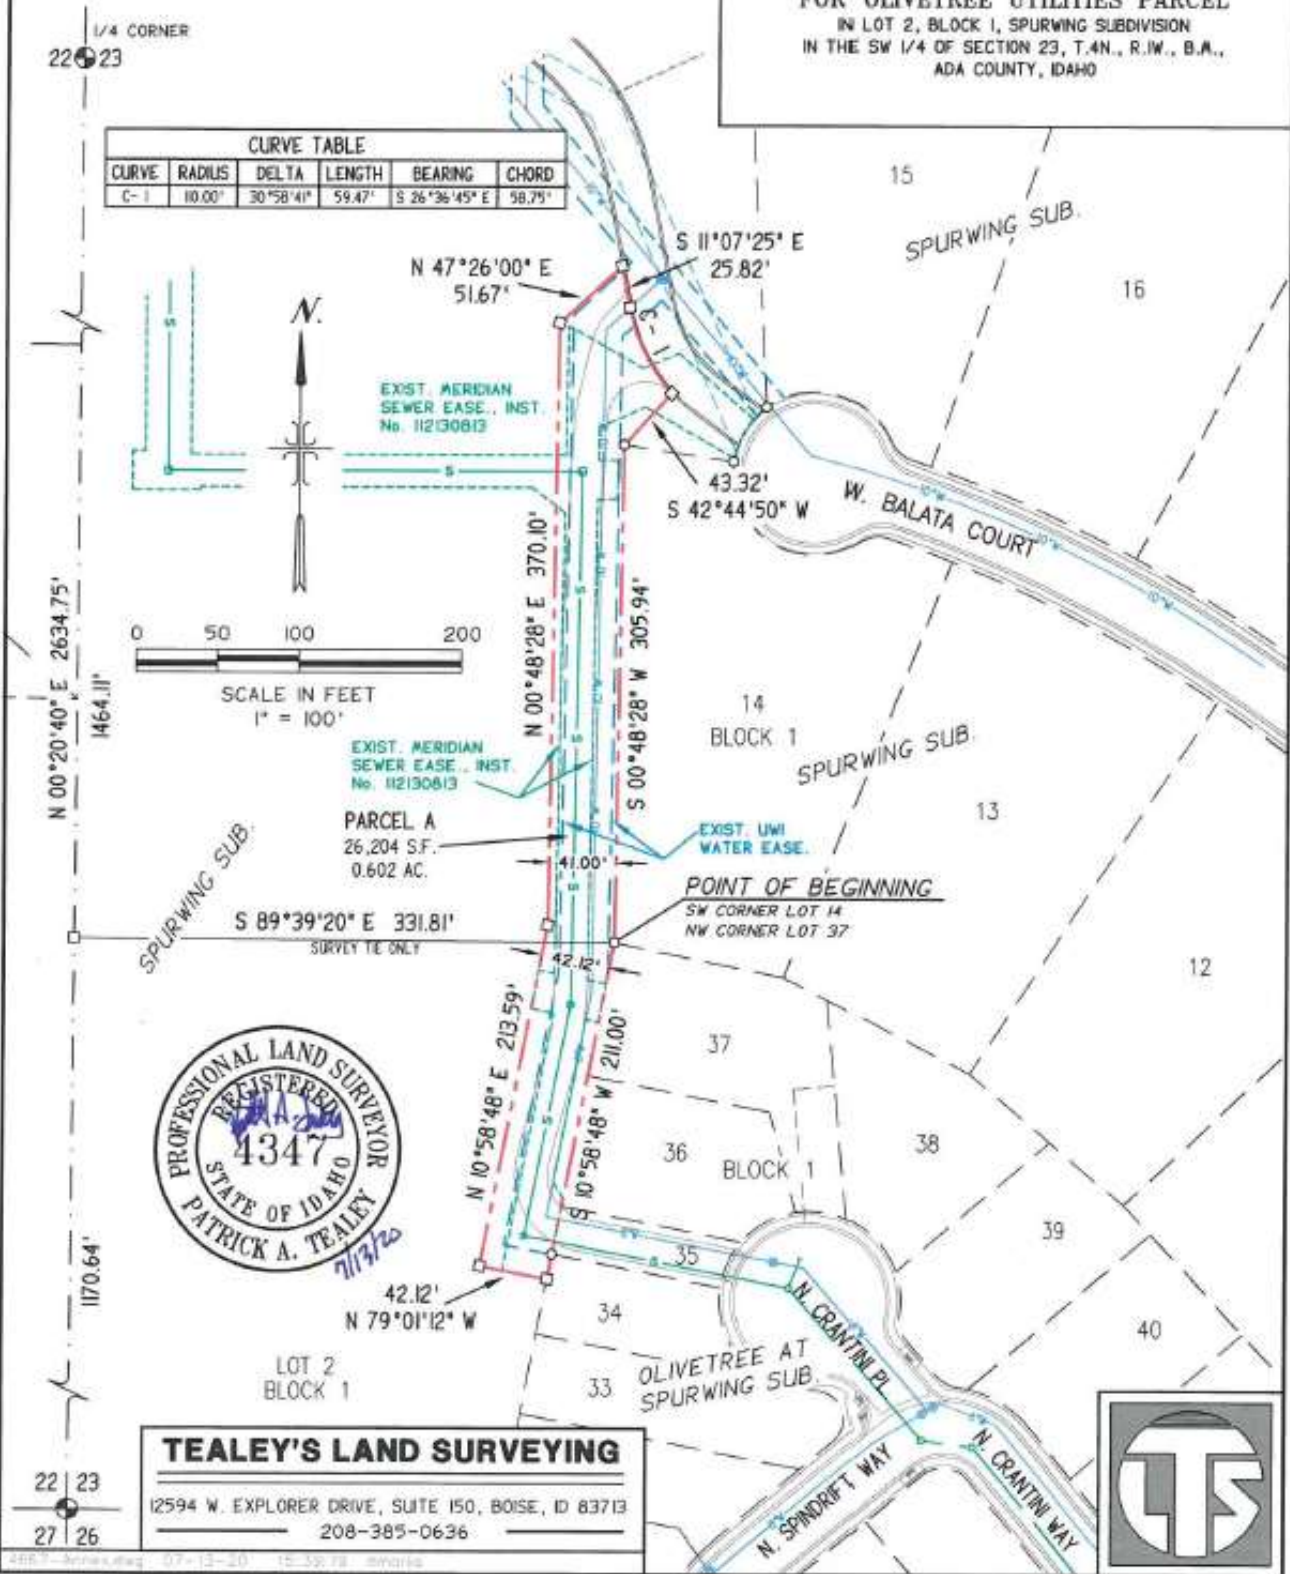 FOR OLIVETREE UTILITIES PARCEL
IN LOT 2, BLOCK 1, SPURWING SUBDIVISION
IN THE SW 1/4 OF SECTION 23, T.4N., R.1W., B.M.,
ADA COUNTY, IDAHO
1/4 CORNER
22 23
CURVE TABLE
CURVE RADIUS DELTA LENGTH BEARING CHORD
C-1 110.00' 30°58'41" 59.47' S 26°36'45" E 58.75'
15
SPURWING SUB.
16
S 11°07'25" E
25.82'
N 47°26'00" E
51.67'
C-1
N.
S
EXIST. MERIDIAN
SEWER EASE., INST.
No. 112130813
S
43.32'
S 42°44'50" W
W. BALATA COURT
10"W
10"W
10"W
10"W
N 00°48'28" E 370.10'
S 00°48'28" W 305.94'
N 00°20'40" E 2634.75'
1464.11'
0 50 100 200
SCALE IN FEET
1" = 100'
S
S
S
14
BLOCK 1
SPURWING SUB.
13
EXIST. MERIDIAN
SEWER EASE., INST.
No. 112130813
PARCEL A
26,204 S.F.
0.602 AC.
41.00'
EXIST. UWI
WATER EASE.
POINT OF BEGINNING
SW CORNER LOT 14
NW CORNER LOT 37
SPURWING SUB.
S 89°39'20" E 331.81'
SURVEY TIE ONLY
42.12'
12
N 10°58'48" E 213.59'
S 10°58'48" W 211.00'
S
37
36
BLOCK 1
38
39
40
PROFESSIONAL LAND SURVEYOR
REGISTERED
4347
STATE OF IDAHO
PATRICK A. TEALEY
7/13/20
1170.64'
42.12'
N 79°01'12" W
S
35
34
33
N. CRANTINI PL.
OLIVETREE AT
SPURWING SUB.
LOT 2
BLOCK 1
N. SPINDRIFT WAY
N. CRANTINI WAY
TEALEY'S LAND SURVEYING
12594 W. EXPLORER DRIVE, SUITE 150, BOISE, ID 83713
208-385-0636
22 23
27 26
TLS